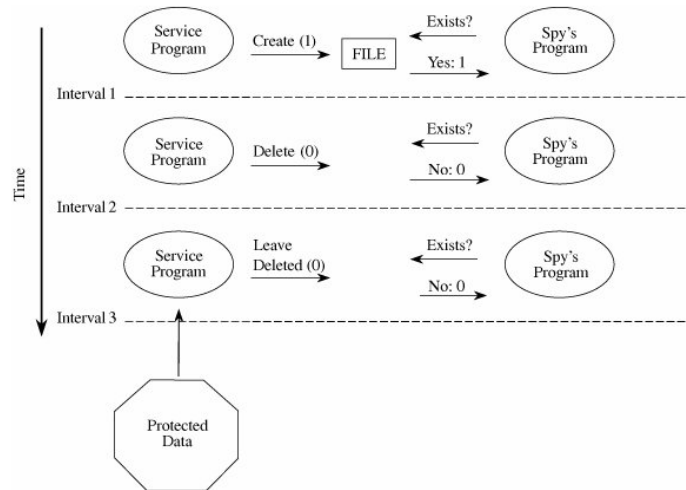 Service
Program
Create (1)
FILE
Exists?
Yes: 1
Spy's
Program
Interval 1
Service
Program
Delete (0)
Exists?
No: 0
Spy's
Program
Interval 2
Service
Program
Leave
Deleted (0)
Exists?
No: 0
Spy's
Program
Interval 3
Time
Protected
Data